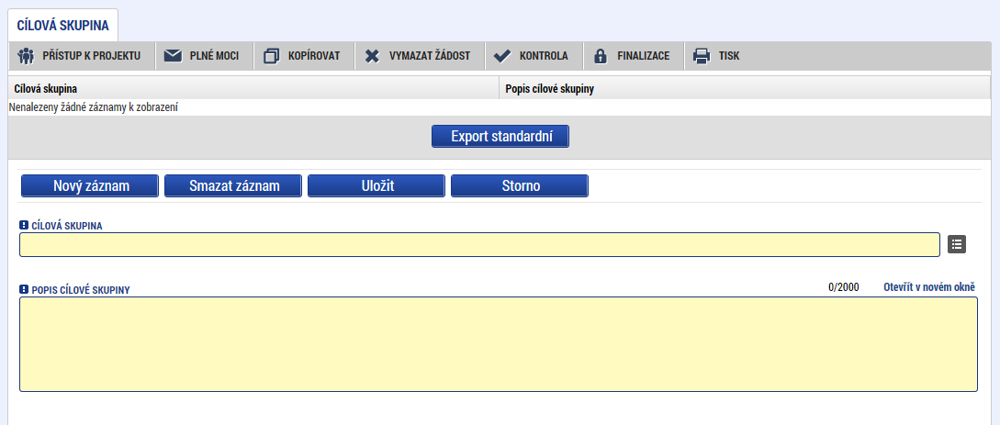 CÍLOVÁ SKUPINA
PŘÍSTUP K PROJEKTU PLNÉ MOCI KOPÍROVAT VYMAZAT ŽÁDOST KONTROLA FINALIZACE TISK
Cílová skupina Popis cílové skupiny
Nenalezeny žádné záznamy k zobrazení
Export standardní
Nový záznam Smazat záznam Uložit Storno
CÍLOVÁ SKUPINA
POPIS CÍLOVÉ SKUPINY 0/2000 Otevřít v novém okně